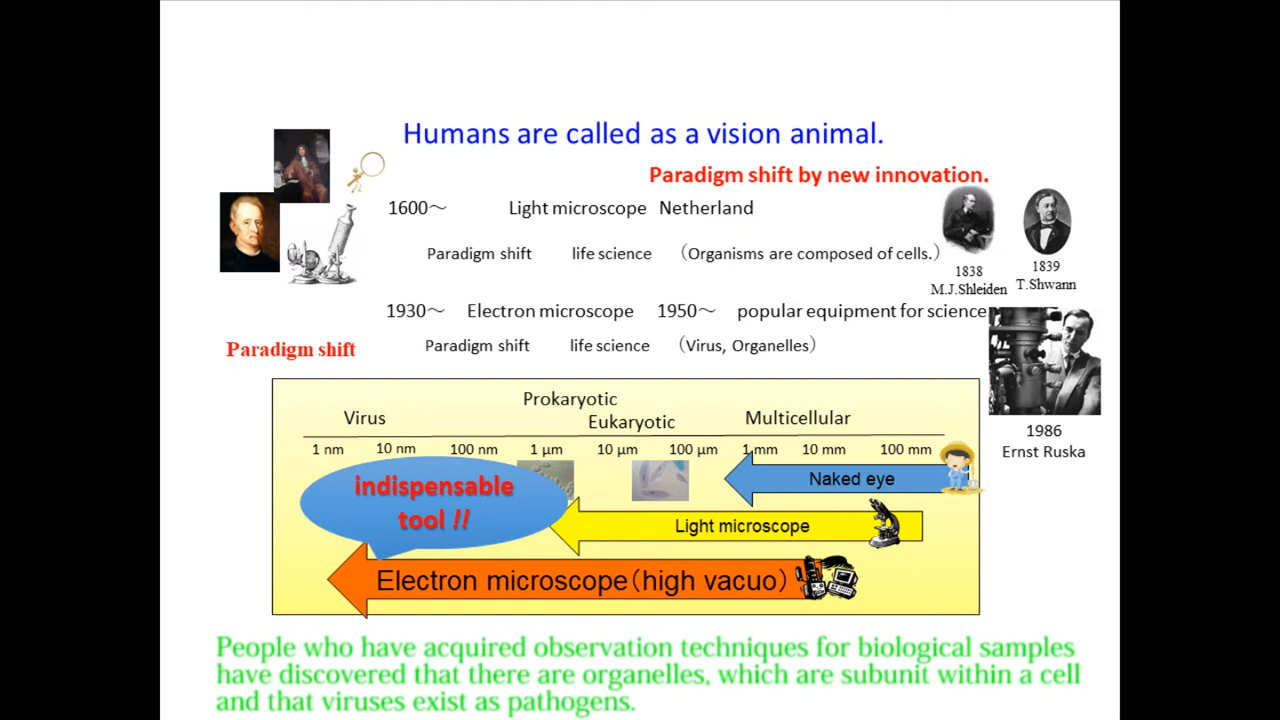 Humans are called as a vision animal.
Paradigm shift by new innovation.
1600～ Light microscope Netherland
Paradigm shift life science （Organisms are composed of cells.）
1838
M.J.Shleiden
1839
T.Shwann
1930～ Electron microscope 1950～ popular equipment for science
Paradigm shift
Paradigm shift life science （Virus, Organelles）
1986
Ernst Ruska
Prokaryotic
Virus Eukaryotic Multicellular
1 nm 10 nm 100 nm 1 μm 10 μm 100 μm 1 mm 10 mm 100 mm
Naked eye
indispensable
tool !!
Light microscope
Electron microscope（high vacuo）
People who have acquired observation techniques for biological samples
have discovered that there are organelles, which are subunit within a cell
and that viruses exist as pathogens.